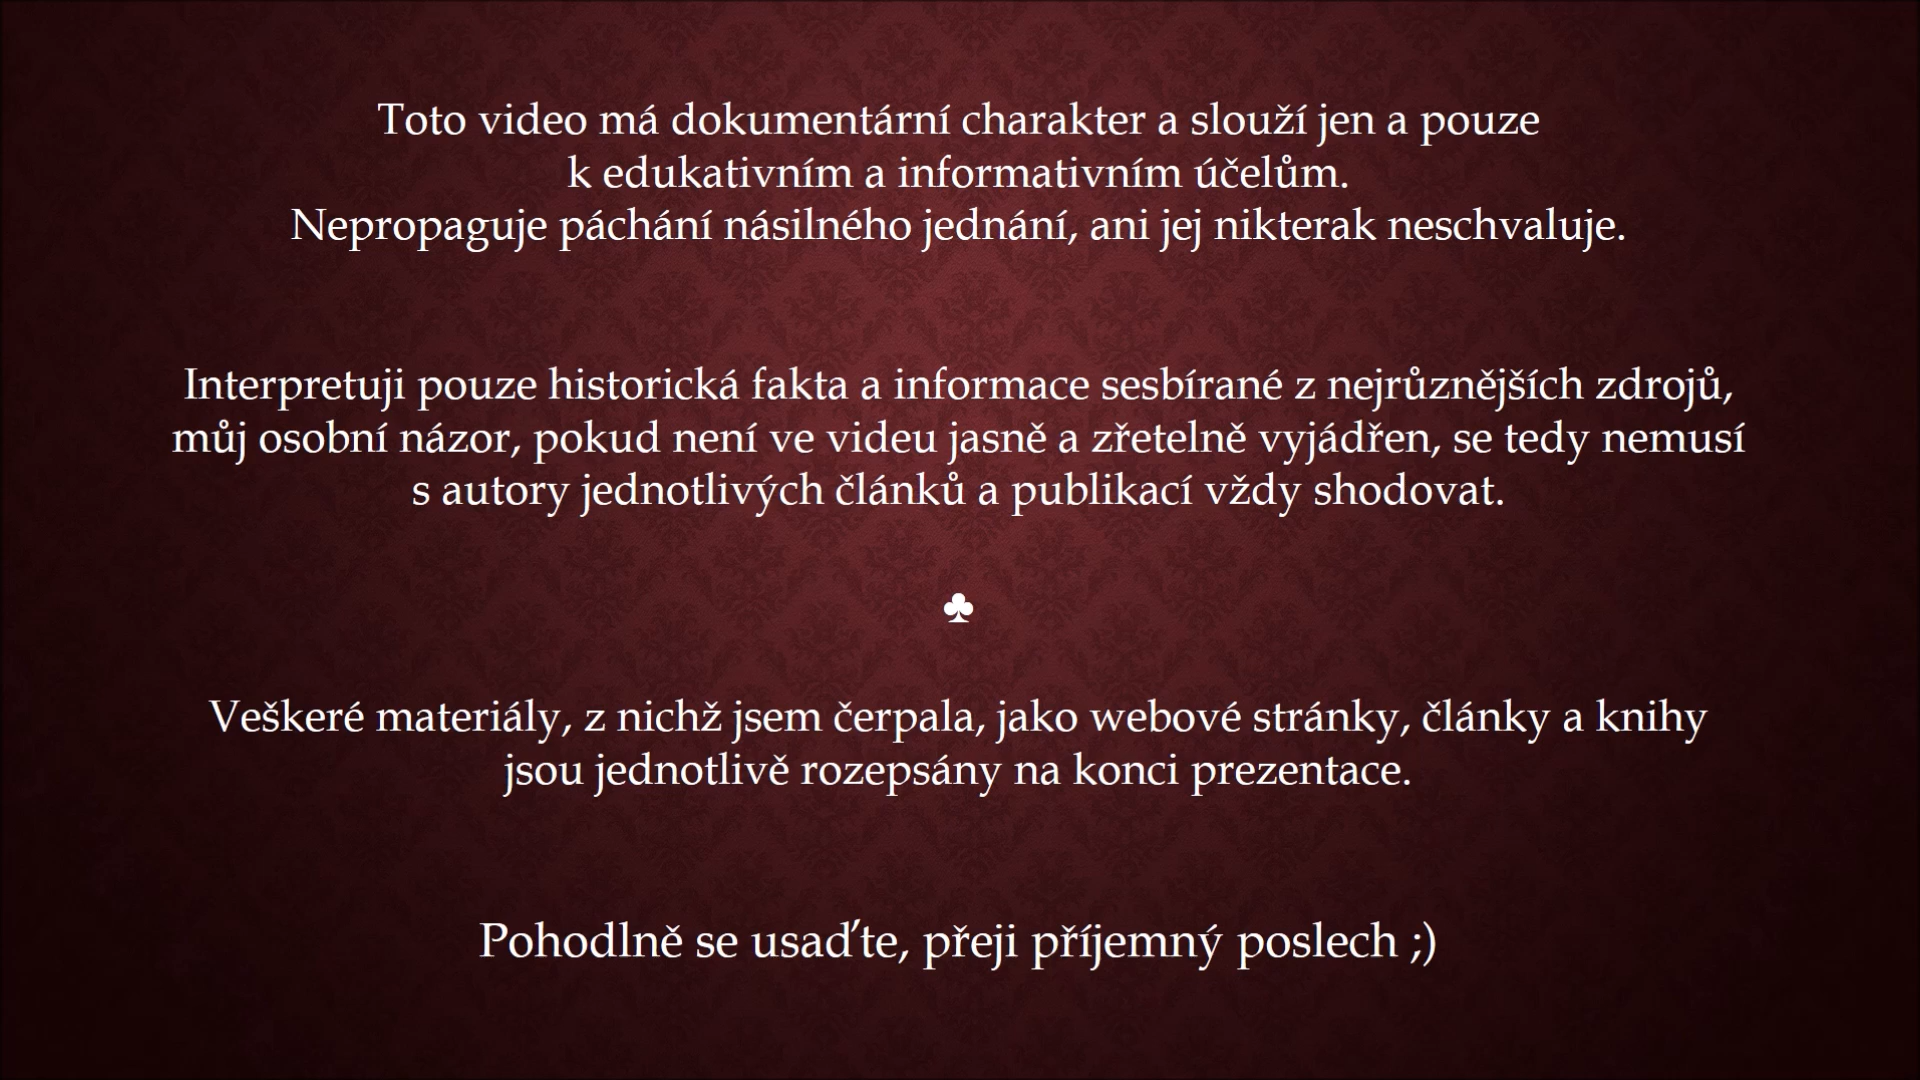 Toto video má dokumentární charakter a slouží jen a pouze
k edukativním a informativním účelům.
Nepropaguje páchání násilného jednání, ani jej nikterak neschvaluje.
Interpretuji pouze historická fakta a informace sesbírané z nejrůznějších zdrojů,
můj osobní názor, pokud není ve videu jasně a zřetelně vyjádřen, se tedy nemusí
s autory jednotlivých článků a publikací vždy shodovat.
♣
Veškeré materiály, z nichž jsem čerpala, jako webové stránky, články a knihy
jsou jednotlivě rozepsány na konci prezentace.
Pohodlně se usaďte, přeji příjemný poslech ;)